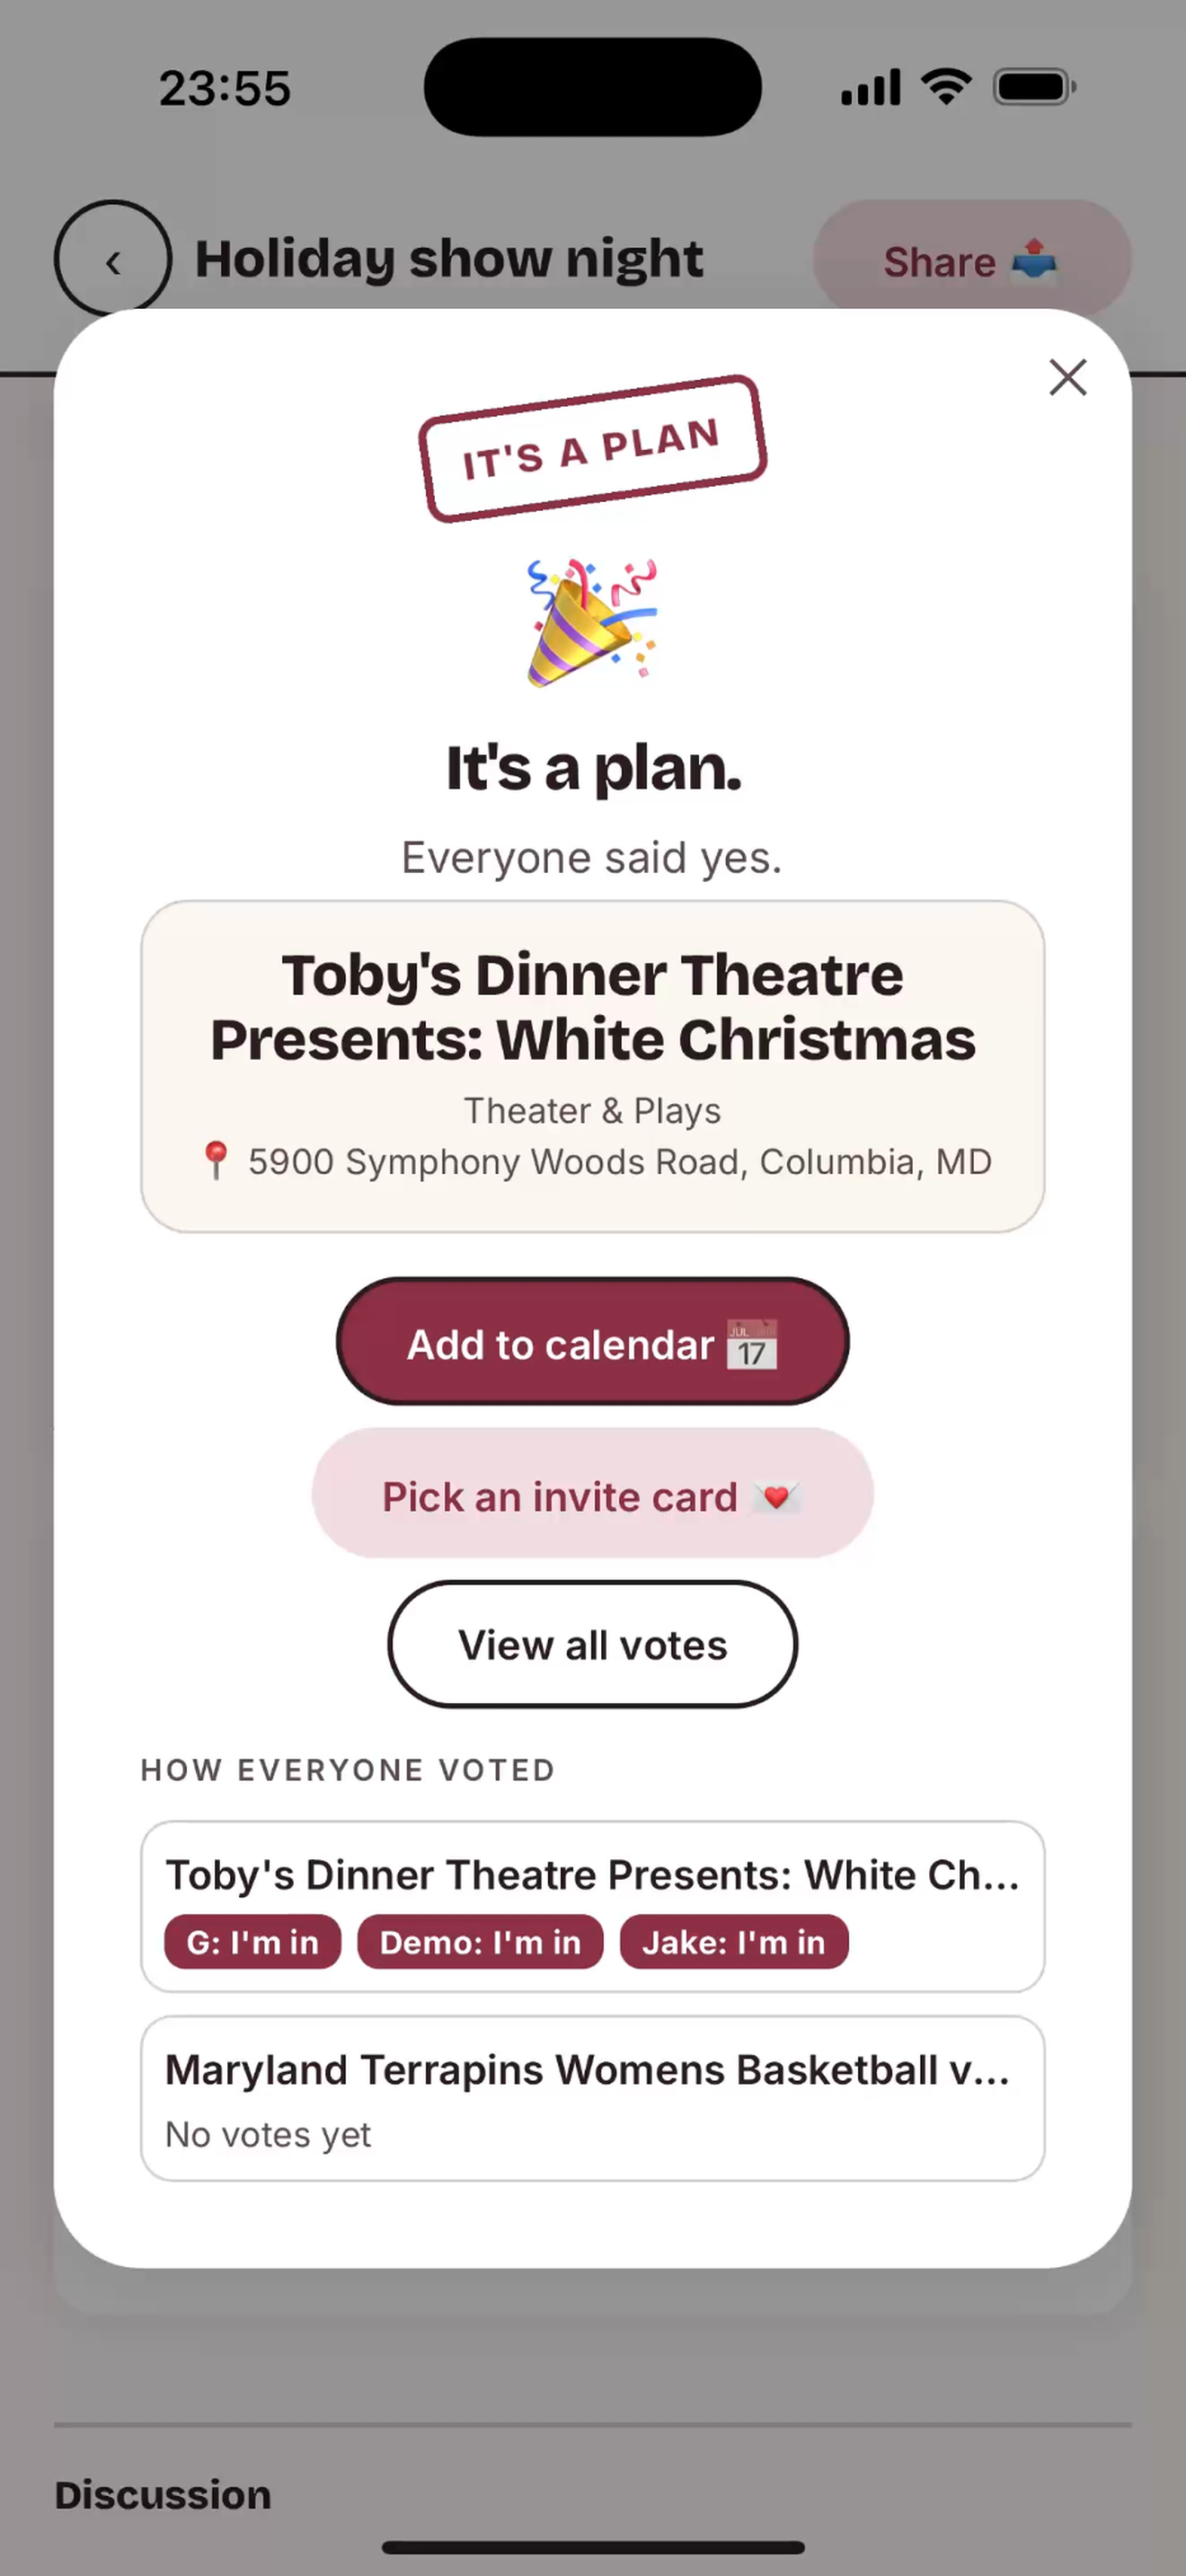 23:55
‹ Holiday show night
Share 📤
IT'S A PLAN
It's a plan.
Everyone said yes.
Toby's Dinner Theatre
Presents: White Christmas
Theater & Plays
📍 5900 Symphony Woods Road, Columbia, MD
Add to calendar 📅
JUL
17
Pick an invite card 💌
View all votes
HOW EVERYONE VOTED
Toby's Dinner Theatre Presents: White Ch...
G: I'm in
Demo: I'm in
Jake: I'm in
Maryland Terrapins Womens Basketball v...
No votes yet
Discussion